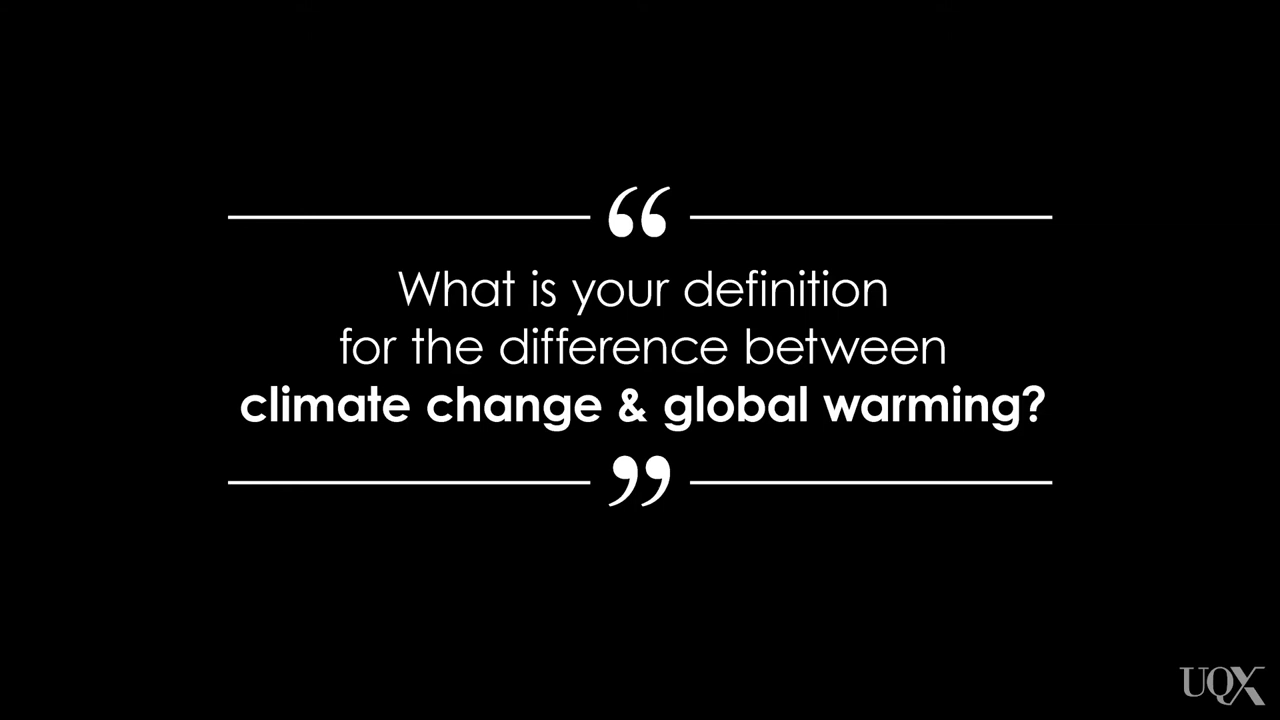 “
What is your definition
for the difference between
climate change & global warming?
”
UQX